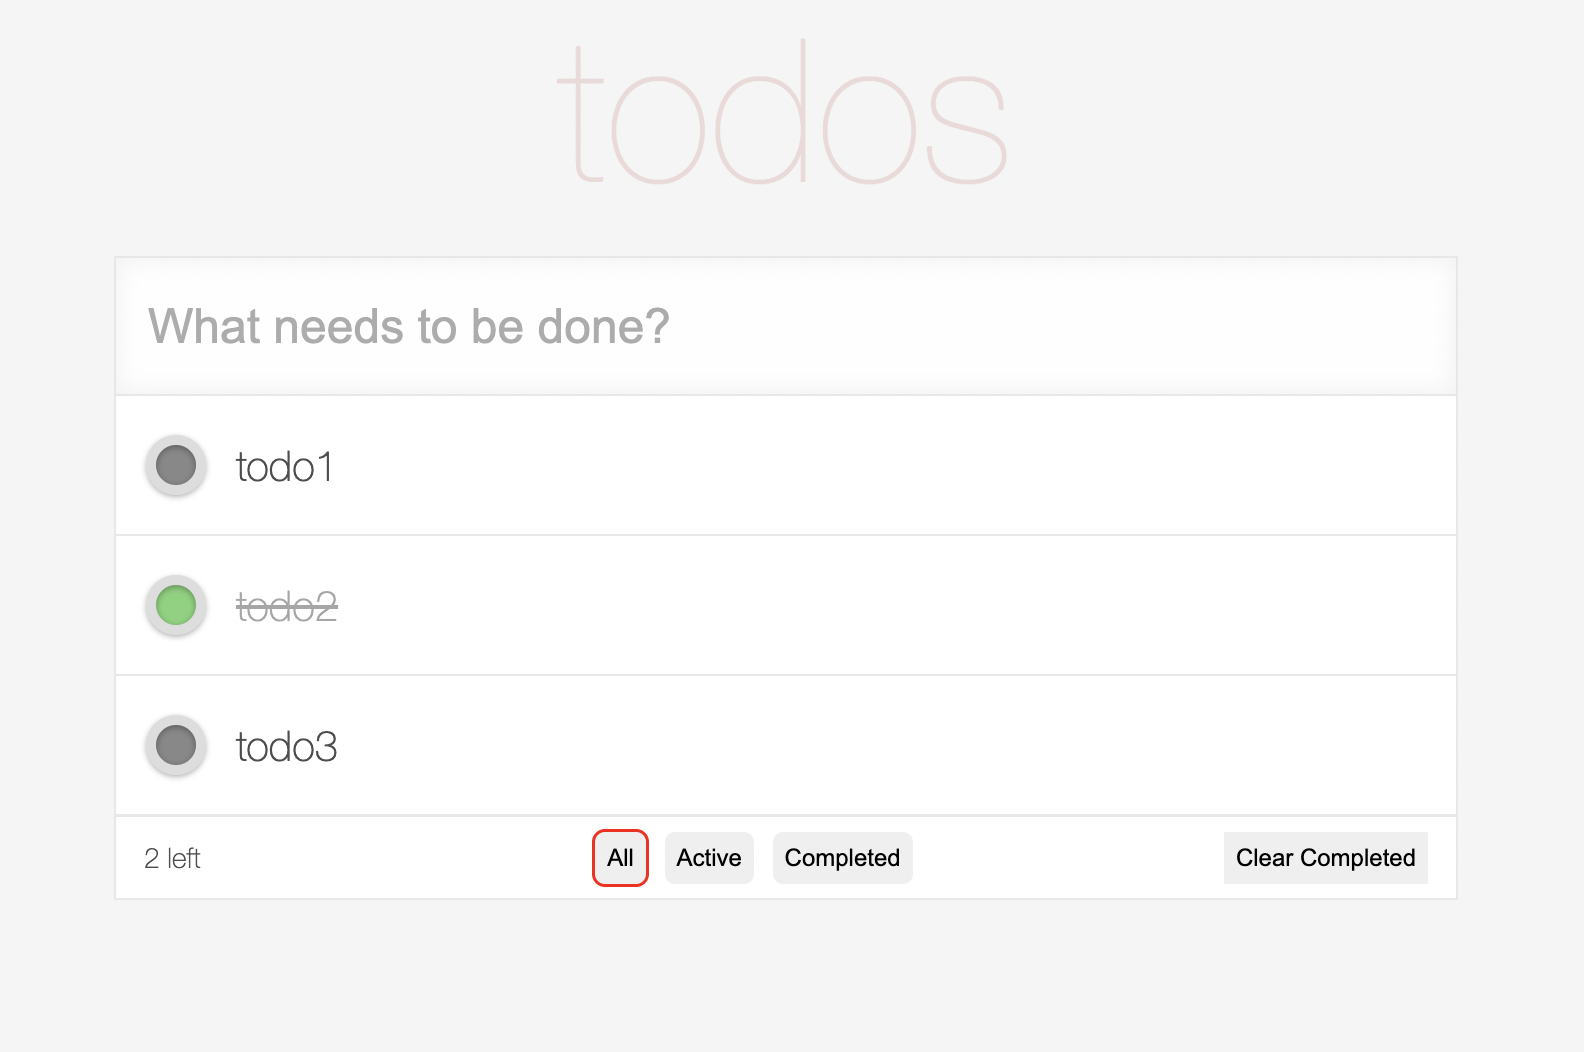 todos
What needs to be done?
todo1
todo2
todo3
2 left All Active Completed Clear Completed